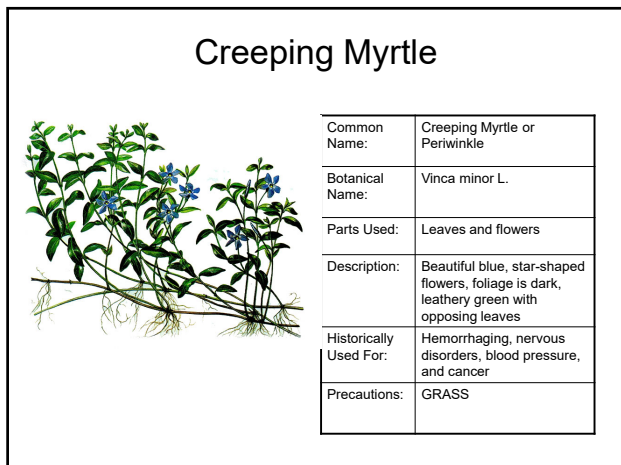 Creeping Myrtle
Common
Name:
Creeping Myrtle or
Periwinkle
Botanical
Name:
Vinca minor L.
Parts Used:
Leaves and flowers
Description:
Beautiful blue, star-shaped
flowers, foliage is dark,
leathery green with
opposing leaves
Historically
Used For:
Hemorrhaging, nervous
disorders, blood pressure,
and cancer
Precautions:
GRASS